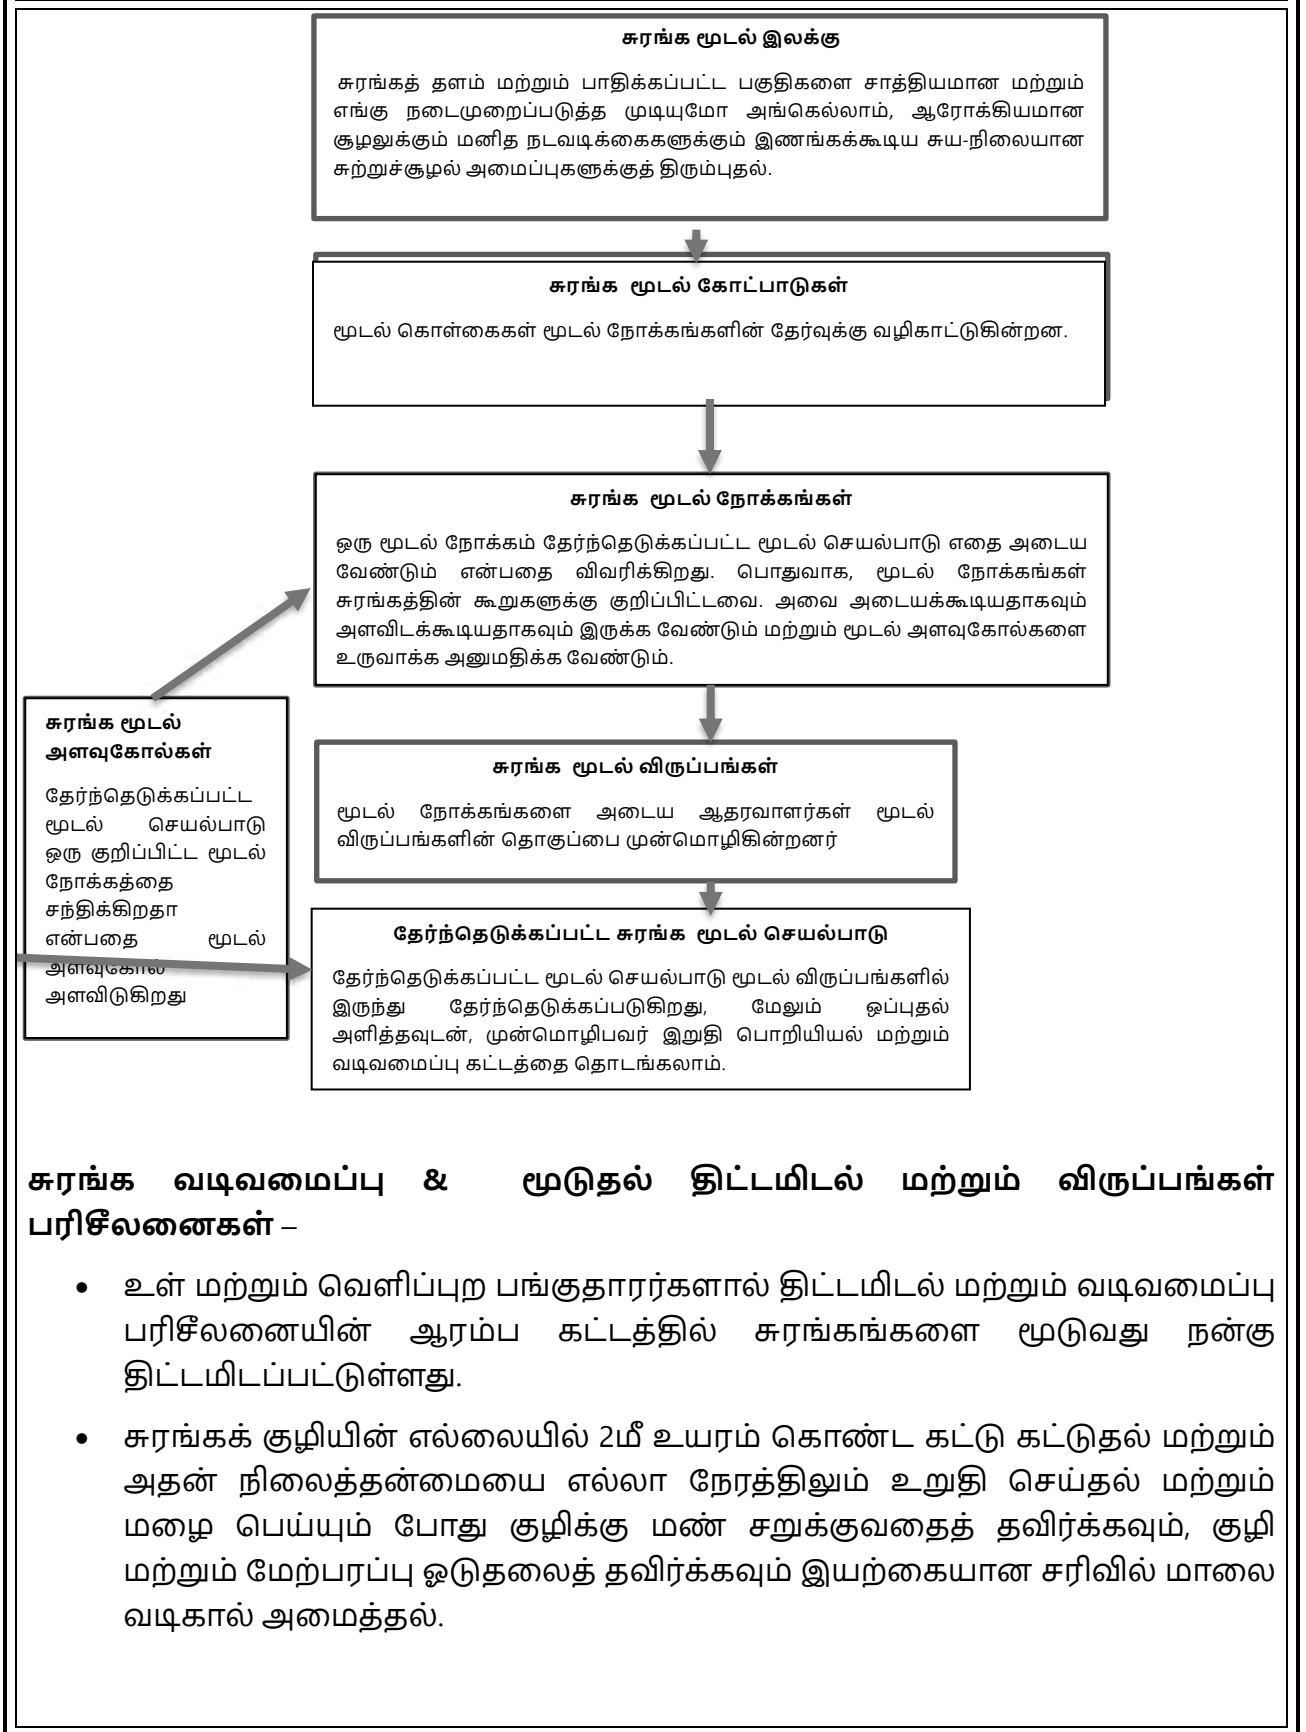 சுரங்க மூடல் இலக்கு
சுரங்கத் தளம் மற்றும் பாதிக்கப்பட்ட பகுதிகளை சாத்தியமான மற்றும்
எங்கு நடைமுறைப்படுத்த முடியுமோ அங்கெல்லாம், ஆரோக்கியமான
சூழலுக்கும் மனித நடவடிக்கைகளுக்கும் இணங்கக்கூடிய சுய-நிலையான
சுற்றுச்சூழல் அமைப்புகளுக்குத் திரும்புதல்.
சுரங்க மூடல் கோட்பாடுகள்
மூடல் கொள்கைகள் மூடல் நோக்கங்களின் தேர்வுக்கு வழிகாட்டுகின்றன.
சுரங்க மூடல் நோக்கங்கள்
ஒரு மூடல் நோக்கம் தேர்ந்தெடுக்கப்பட்ட மூடல் செயல்பாடு எதை அடைய
வேண்டும் என்பதை விவரிக்கிறது. பொதுவாக, மூடல் நோக்கங்கள்
சுரங்கத்தின் கூறுகளுக்கு குறிப்பிட்டவை. அவை அடையக்கூடியதாகவும்
அளவிடக்கூடியதாகவும் இருக்க வேண்டும் மற்றும் மூடல் அளவுகோல்களை
உருவாக்க அனுமதிக்க வேண்டும்.
சுரங்க மூடல்
அளவுகோல்கள்
தேர்ந்தெடுக்கப்பட்ட
மூடல் செயல்பாடு
ஒரு குறிப்பிட்ட மூடல்
நோக்கத்தை
சந்திக்கிறதா
என்பதை மூடல்
அளவுகோல்
அளவிடுகிறது
சுரங்க மூடல் விருப்பங்கள்
மூடல் நோக்கங்களை அடைய ஆதரவாளர்கள் மூடல்
விருப்பங்களின் தொகுப்பை முன்மொழிகின்றனர்
தேர்ந்தெடுக்கப்பட்ட சுரங்க மூடல் செயல்பாடு
தேர்ந்தெடுக்கப்பட்ட மூடல் செயல்பாடு மூடல் விருப்பங்களில்
இருந்து தேர்ந்தெடுக்கப்படுகிறது, மேலும் ஒப்புதல்
அளித்தவுடன், முன்மொழிபவர் இறுதி பொறியியல் மற்றும்
வடிவமைப்பு கட்டத்தை தொடங்கலாம்.
சுரங்க வடிவமைப்பு & மூடுதல் திட்டமிடல் மற்றும் விருப்பங்கள்
பரிசீலனைகள் –
• உள் மற்றும் வெளிப்புற பங்குதாரர்களால் திட்டமிடல் மற்றும் வடிவமைப்பு
பரிசீலனையின் ஆரம்ப கட்டத்தில் சுரங்கங்களை மூடுவது நன்கு
திட்டமிடப்பட்டுள்ளது.
• சுரங்கக் குழியின் எல்லையில் 2மீ உயரம் கொண்ட கட்டு கட்டுதல் மற்றும்
அதன் நிலைத்தன்மையை எல்லா நேரத்திலும் உறுதி செய்தல் மற்றும்
மழை பெய்யும் போது குழிக்கு மண் சறுக்குவதைத் தவிர்க்கவும், குழி
மற்றும் மேற்பரப்பு ஓடுதலைத் தவிர்க்கவும் இயற்கையான சரிவில் மாலை
வடிகால் அமைத்தல்.